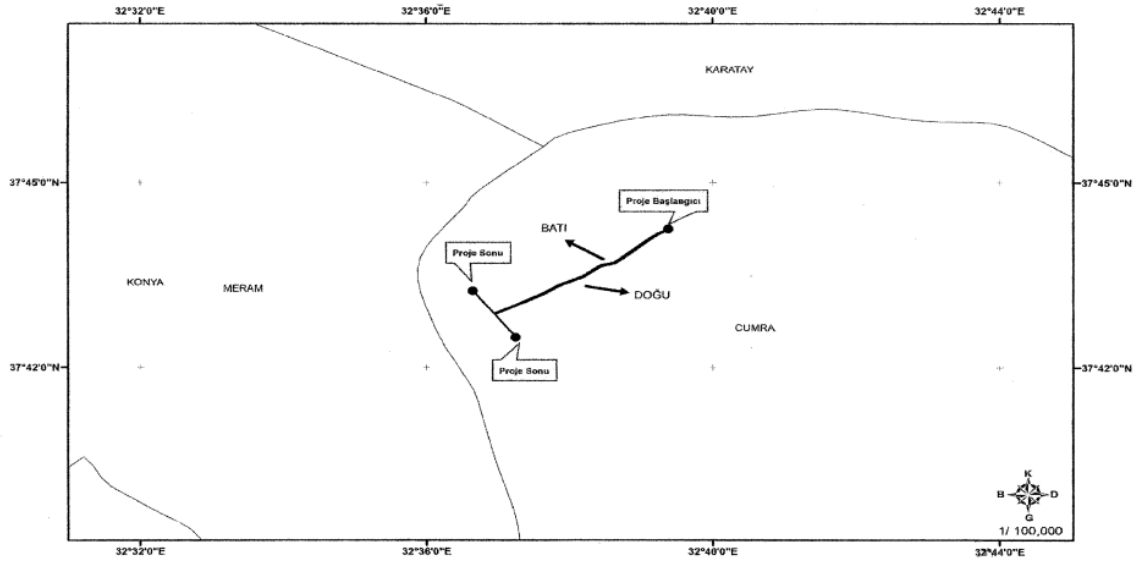 32°32'0"E
32°36'0"E
32°40'0"E
32°44'0"E
KARATAY
37°45'0"N
37°45'0"N
Proje Başlangıcı
BATI
Proje Sonu
KONYA
MERAM
DOĞU
CUMRA
37°42'0"N
37°42'0"N
Proje Sonu
K
B
D
G
1/ 100,000
32°32'0"E
32°36'0"E
32°40'0"E
32°44'0"E